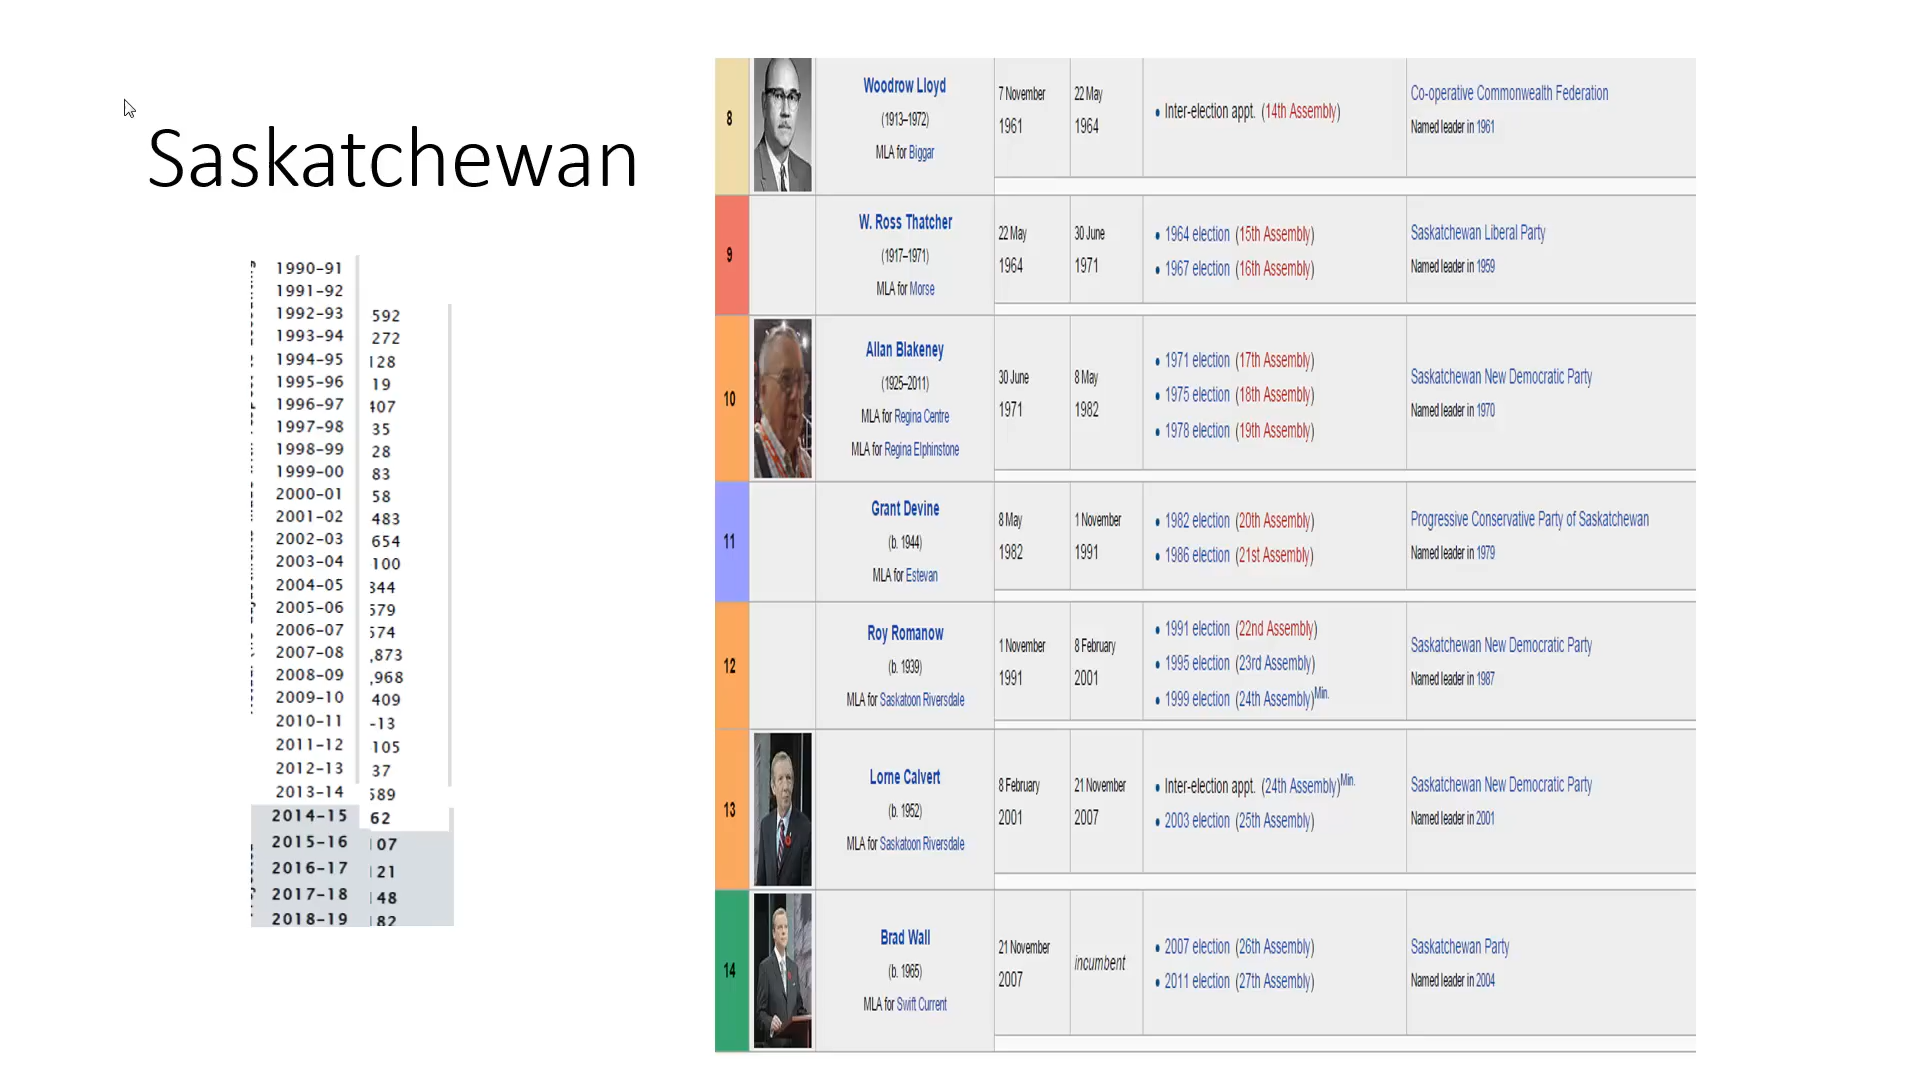 Saskatchewan
1990-91
1991-92
1992-93 592
1993-94 272
1994-95 128
1995-96 19
1996-97 407
1997-98 35
1998-99 28
1999-00 83
2000-01 58
2001-02 483
2002-03 654
2003-04 100
2004-05 344
2005-06 579
2006-07 574
2007-08 ,873
2008-09 ,968
2009-10 409
2010-11 -13
2011-12 105
2012-13 37
2013-14 589
2014-15 62
2015-16 107
2016-17 121
2017-18 148
2018-19 182
8
Woodrow Lloyd
(1913–1972)
MLA for Biggar
7 November
1961
22 May
1964
• Inter-election appt. (14th Assembly)
Co-operative Commonwealth Federation
Named leader in 1961
9
W. Ross Thatcher
(1917–1971)
MLA for Morse
22 May
1964
30 June
1971
• 1964 election (15th Assembly)
• 1967 election (16th Assembly)
Saskatchewan Liberal Party
Named leader in 1959
10
Allan Blakeney
(1925–2011)
MLA for Regina Centre
MLA for Regina Elphinstone
30 June
1971
8 May
1982
• 1971 election (17th Assembly)
• 1975 election (18th Assembly)
• 1978 election (19th Assembly)
Saskatchewan New Democratic Party
Named leader in 1970
11
Grant Devine
(b. 1944)
MLA for Estevan
8 May
1982
1 November
1991
• 1982 election (20th Assembly)
• 1986 election (21st Assembly)
Progressive Conservative Party of Saskatchewan
Named leader in 1979
12
Roy Romanow
(b. 1939)
MLA for Saskatoon Riversdale
1 November
1991
8 February
2001
• 1991 election (22nd Assembly)
• 1995 election (23rd Assembly)
• 1999 election (24th Assembly)Min.
Saskatchewan New Democratic Party
Named leader in 1987
13
Lorne Calvert
(b. 1952)
MLA for Saskatoon Riversdale
8 February
2001
21 November
2007
• Inter-election appt. (24th Assembly)Min.
• 2003 election (25th Assembly)
Saskatchewan New Democratic Party
Named leader in 2001
14
Brad Wall
(b. 1965)
MLA for Swift Current
21 November
2007
incumbent
• 2007 election (26th Assembly)
• 2011 election (27th Assembly)
Saskatchewan Party
Named leader in 2004